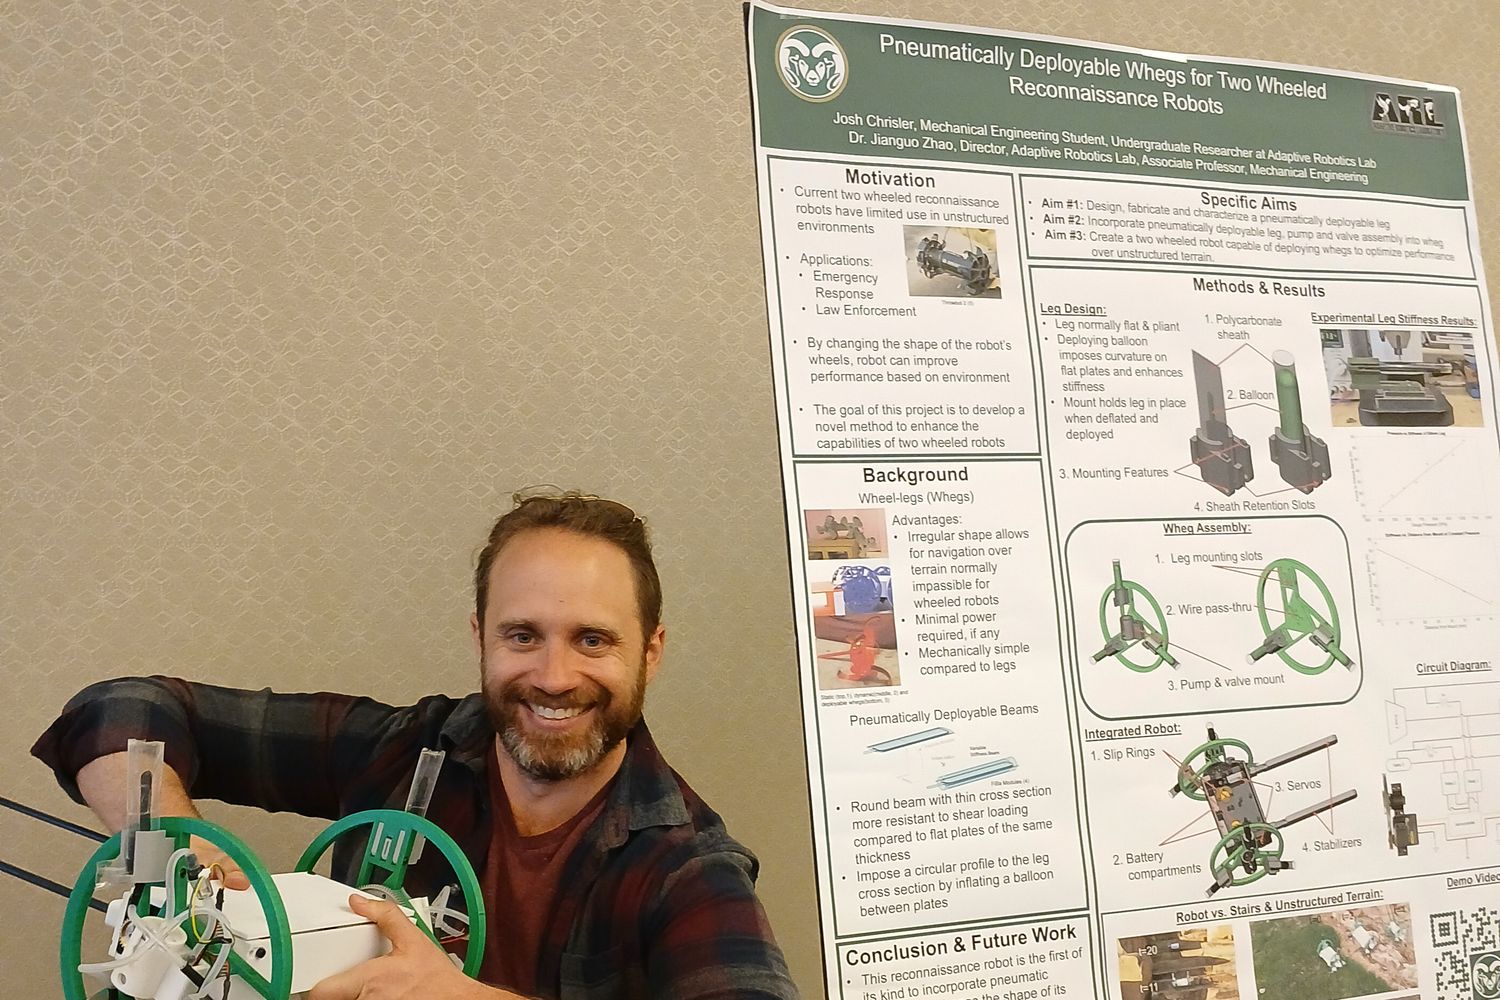 Pneumatically Deployable Whegs for Two Wheeled
Reconnaissance Robots
Josh Chrisler, Mechanical Engineering Student, Undergraduate Researcher at Adaptive Robotics Lab
Dr. Jianguo Zhao, Director, Adaptive Robotics Lab, Associate Professor, Mechanical Engineering
ARL
Motivation
• Current two wheeled reconnaissance
robots have limited use in unstructured
environments
• Applications:
• Emergency
Response
• Law Enforcement
• By changing the shape of the robot's
wheels, robot can improve
performance based on environment
• The goal of this project is to develop a
novel method to enhance the
capabilities of two wheeled robots
Background
Wheel-legs (Whegs)
Advantages:
• Irregular shape allows
for navigation over
terrain normally
impassible for
wheeled robots
• Minimal power
required, if any
• Mechanically simple
compared to legs
Pneumatically Deployable Beams
• Round beam with thin cross section
more resistant to shear loading
compared to flat plates of the same
thickness
• Impose a circular profile to the leg
cross section by inflating a balloon
between plates
Conclusion & Future Work
• This reconnaissance robot is the first of
its kind to incorporate pneumatic
the shape of its
Specific Aims
• Aim #1: Design, fabricate and characterize a pneumatically deployable leg
• Aim #2: Incorporate pneumatically deployable leg, pump and valve assembly into wheg
• Aim #3: Create a two wheeled robot capable of deploying whegs to optimize performance
over unstructured terrain.
Methods & Results
Leg Design:
• Leg normally flat & pliant
• Deploying balloon
imposes curvature on
flat plates and enhances
stiffness
• Mount holds leg in place
when deflated and
deployed
1. Polycarbonate
sheath
2. Balloon
3. Mounting Features
4. Sheath Retention Slots
Experimental Leg Stiffness Results:
Wheg Assembly:
1. Leg mounting slots
2. Wire pass-thru
3. Pump & valve mount
Circuit Diagram:
Integrated Robot:
1. Slip Rings
3. Servos
2. Battery
compartments
4. Stabilizers
Robot vs. Stairs & Unstructured Terrain:
t=20
t=11
Demo Video